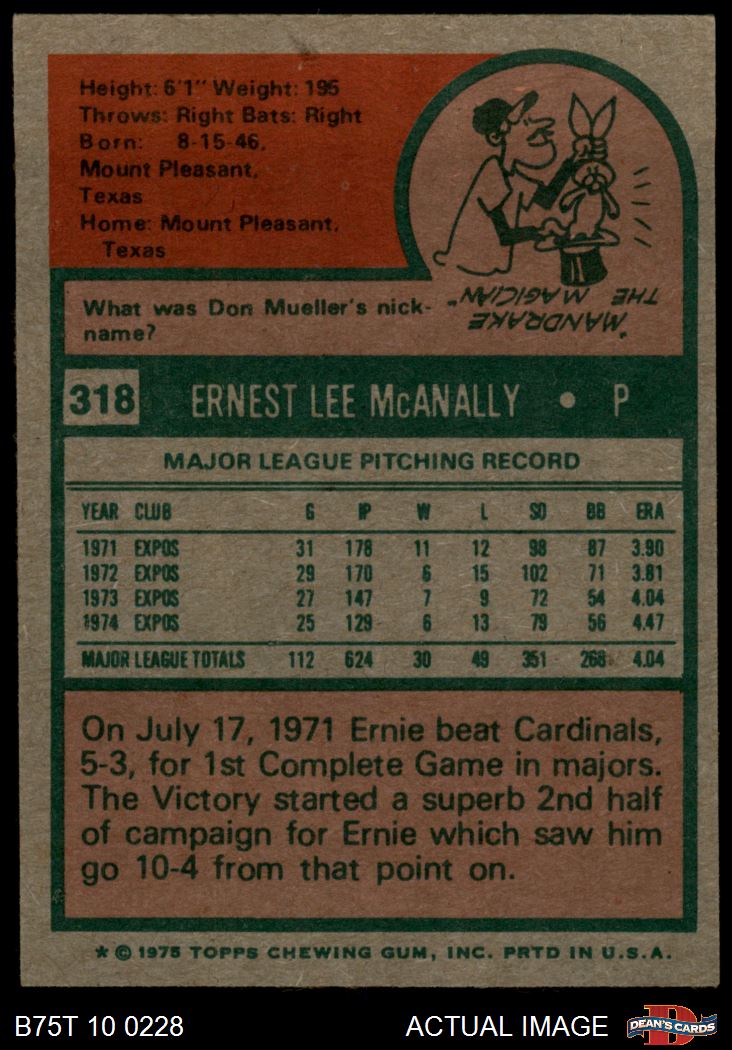 Height: 6'1" Weight: 195
Throws: Right Bats: Right
Born: 8-15-46,
Mount Pleasant,
Texas
Home: Mount Pleasant,
Texas
What was Don Mueller's nick-
name?
"MANDRAKE
THE MAGICIAN"
318 ERNEST LEE McANALLY • P
MAJOR LEAGUE PITCHING RECORD
YEAR CLUB G IP W L SO BB ERA
1971 EXPOS 31 178 11 12 98 87 3.90
1972 EXPOS 29 170 6 15 102 71 3.81
1973 EXPOS 27 147 7 9 72 54 4.04
1974 EXPOS 25 129 6 13 79 56 4.47
MAJOR LEAGUE TOTALS 112 624 30 49 351 268 4.04
On July 17, 1971 Ernie beat Cardinals,
5-3, for 1st Complete Game in majors.
The Victory started a superb 2nd half
of campaign for Ernie which saw him
go 10-4 from that point on.
* © 1975 TOPPS CHEWING GUM, INC. PRTD IN U.S.A.
B75T 10 0228 ACTUAL IMAGE DEAN'S CARDS